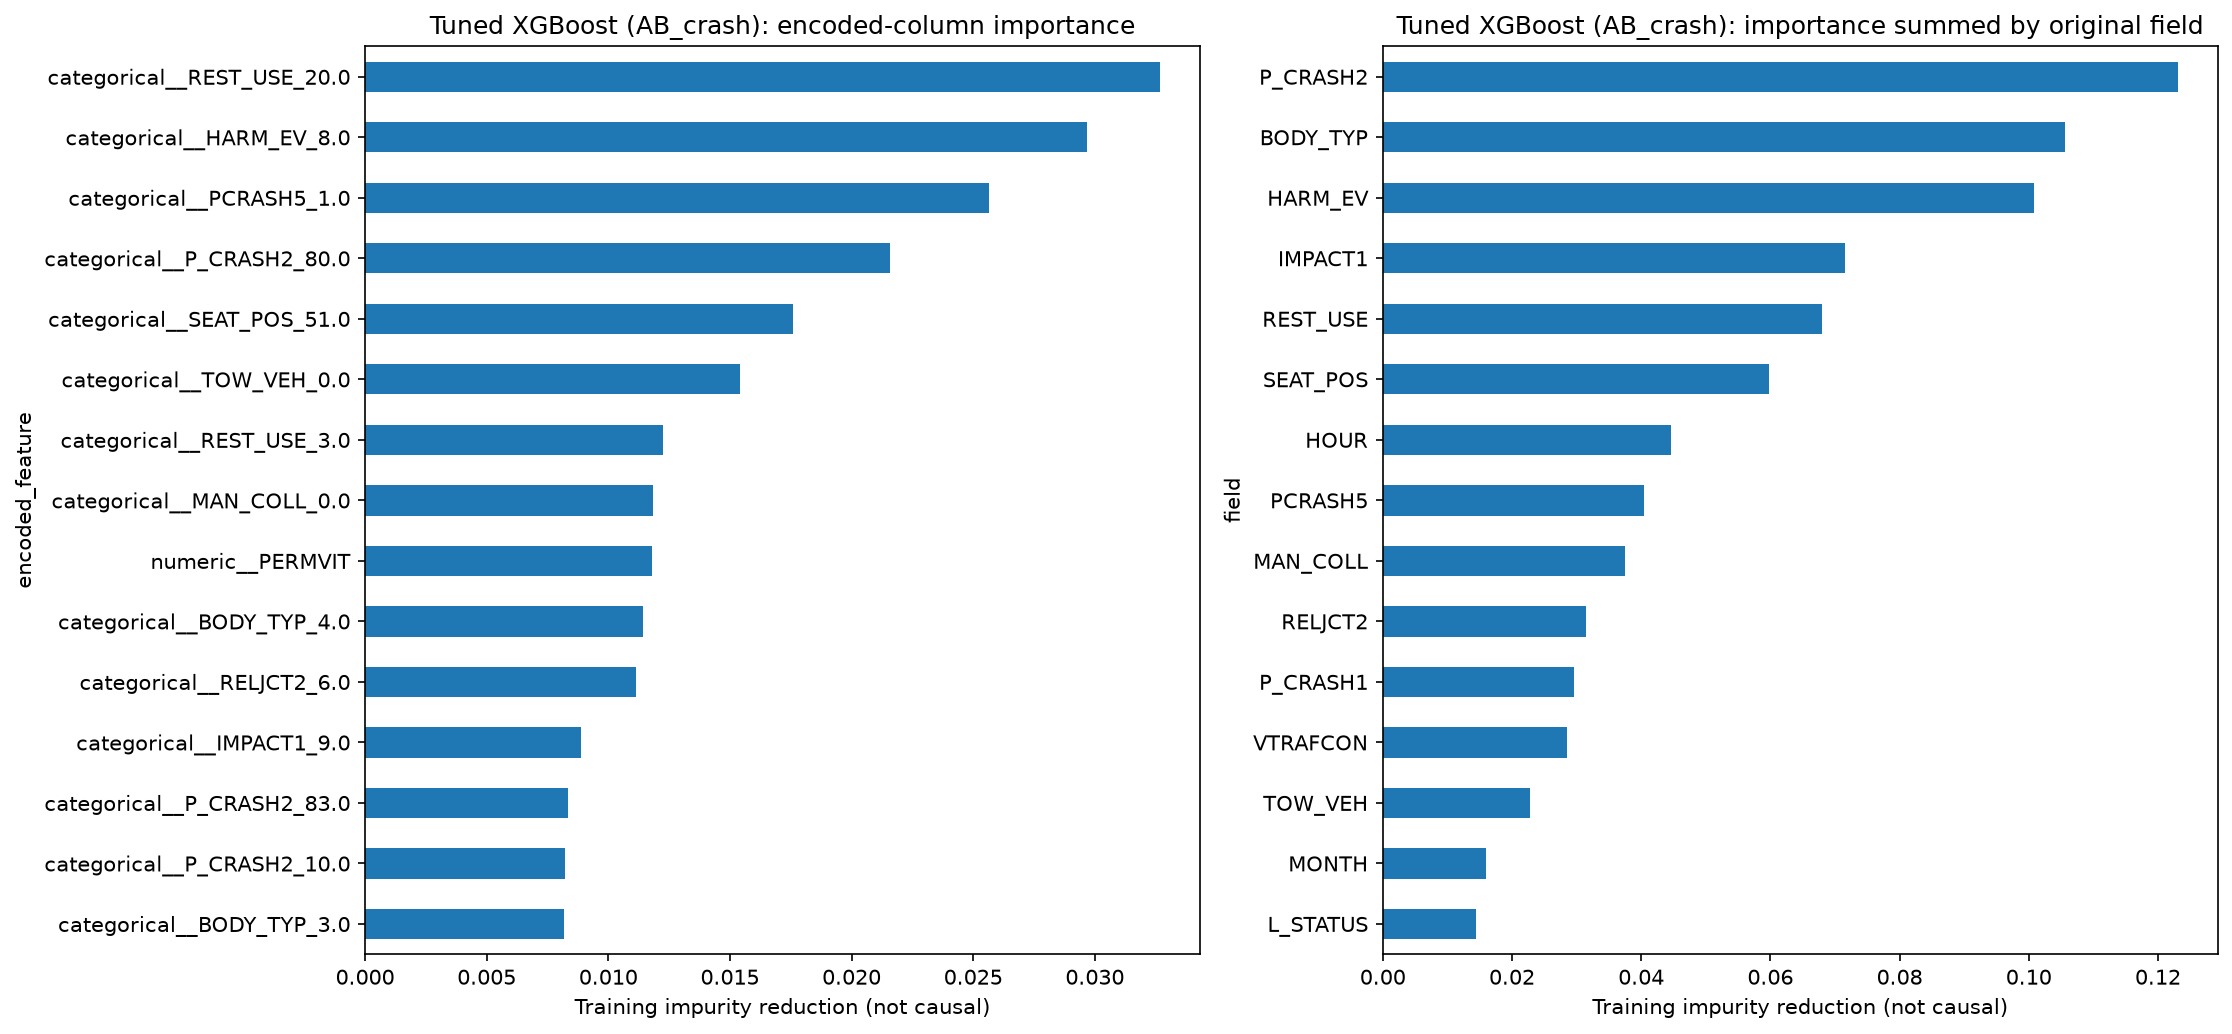 Tuned XGBoost (AB_crash): encoded-column importance
encoded_feature
categorical__REST_USE_20.0
categorical__HARM_EV_8.0
categorical__PCRASH5_1.0
categorical__P_CRASH2_80.0
categorical__SEAT_POS_51.0
categorical__TOW_VEH_0.0
categorical__REST_USE_3.0
categorical__MAN_COLL_0.0
numeric__PERMVIT
categorical__BODY_TYP_4.0
categorical__RELJCT2_6.0
categorical__IMPACT1_9.0
categorical__P_CRASH2_83.0
categorical__P_CRASH2_10.0
categorical__BODY_TYP_3.0
0.000 0.005 0.010 0.015 0.020 0.025 0.030
Training impurity reduction (not causal)
Tuned XGBoost (AB_crash): importance summed by original field
field
P_CRASH2
BODY_TYP
HARM_EV
IMPACT1
REST_USE
SEAT_POS
HOUR
PCRASH5
MAN_COLL
RELJCT2
P_CRASH1
VTRAFCON
TOW_VEH
MONTH
L_STATUS
0.00 0.02 0.04 0.06 0.08 0.10 0.12
Training impurity reduction (not causal)